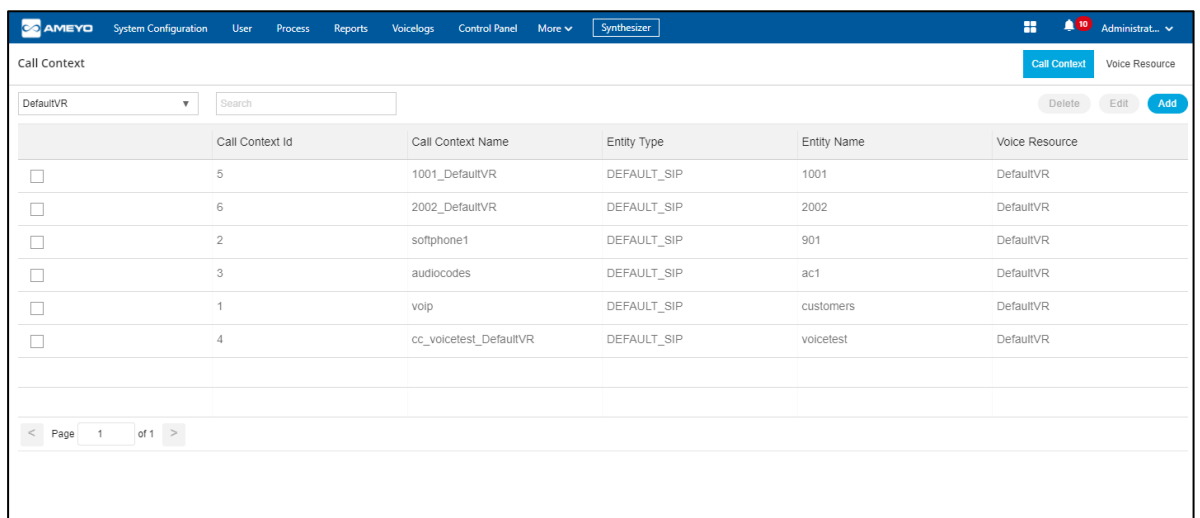 AMEYO System Configuration User Process Reports Voicelogs Control Panel More Synthesizer 10 Administrat...
Call Context Call Context Voice Resource
DefaultVR Search Delete Edit Add
Call Context Id Call Context Name Entity Type Entity Name Voice Resource
5 1001_DefaultVR DEFAULT_SIP 1001 DefaultVR
6 2002_DefaultVR DEFAULT_SIP 2002 DefaultVR
2 softphone1 DEFAULT_SIP 901 DefaultVR
3 audiocodes DEFAULT_SIP ac1 DefaultVR
1 voip DEFAULT_SIP customers DefaultVR
4 cc_voicetest_DefaultVR DEFAULT_SIP voicetest DefaultVR
< Page 1 of 1 >